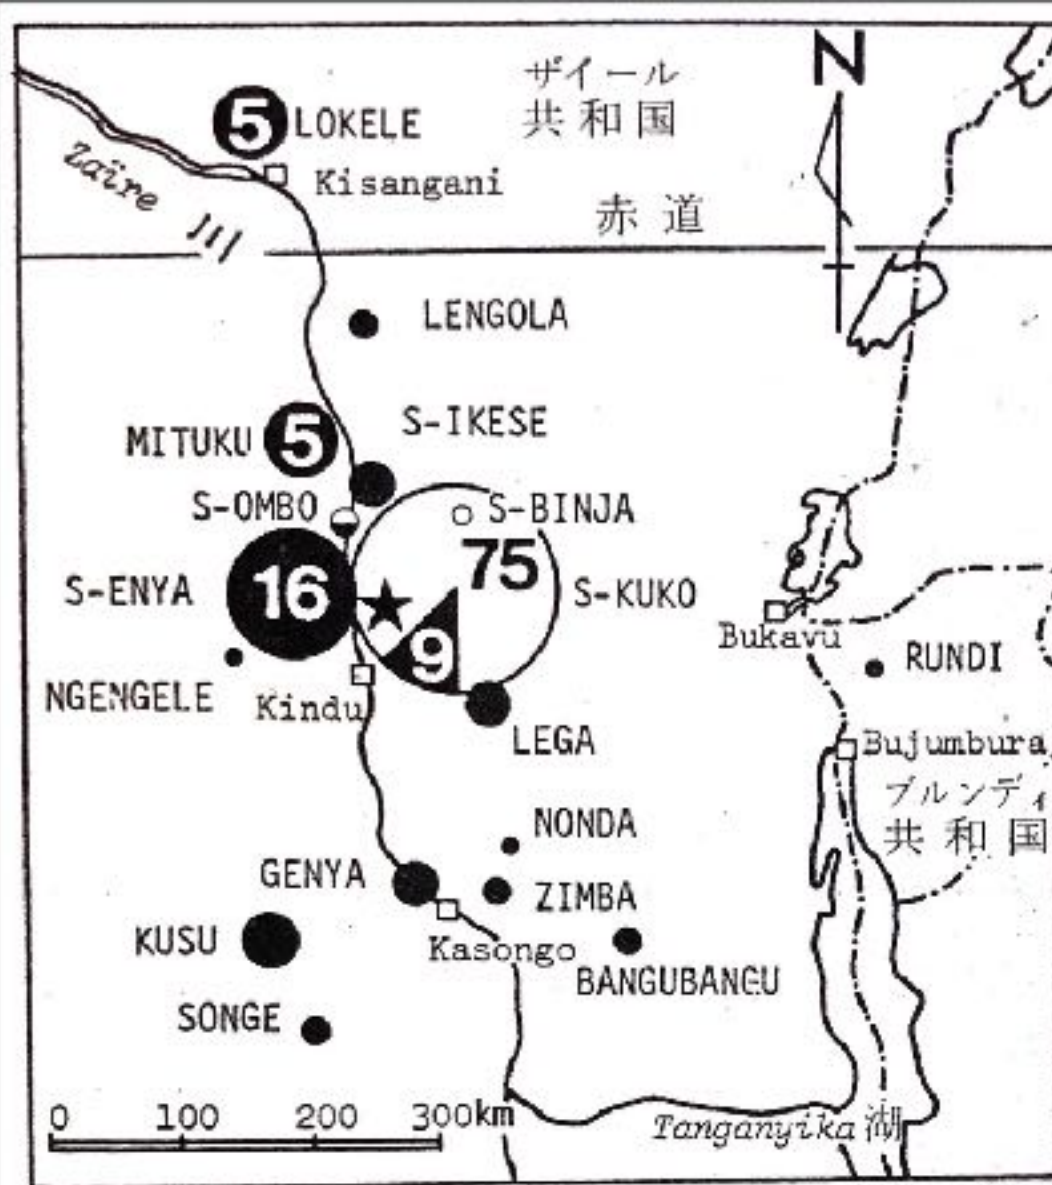 ザイール
共和国
N
5 LOKELE
Zaïre
川
Kisangani
赤道
LENGOLA
S-IKESE
MITUKU 5
S-OMBO
S-BINJA
75
S-ENYA 16
S-KUKO
9
Bukavu
RUNDI
NGENGELE
Kindu
LEGA
Bujumbura
ブルンディ
共和国
NONDA
GENYA
ZIMBA
KUSU
Kasongo
BANGUBANGU
SONGE
0 100 200 300km
Tanganyika 湖